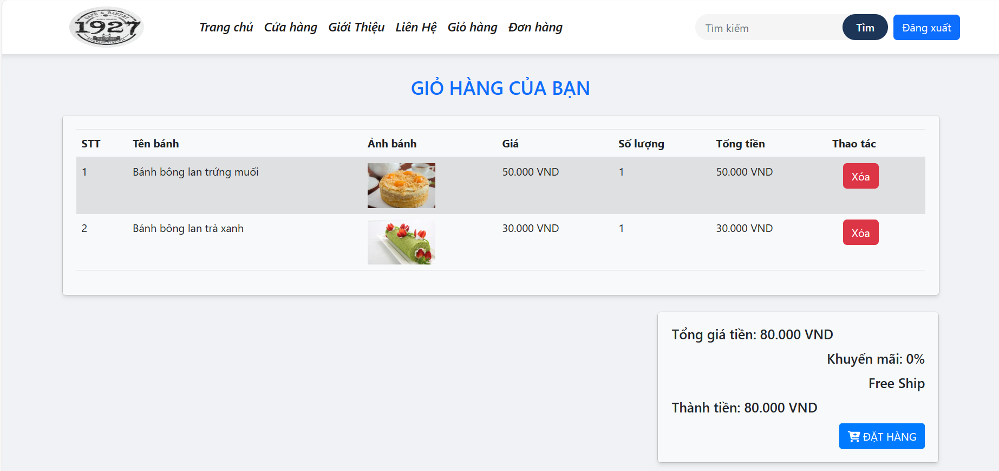 CAFÉ & BAKERY
1927
Trang chủ Cửa hàng Giới Thiệu Liên Hệ Giỏ hàng Đơn hàng
Tìm kiếm Tìm Đăng xuất
GIỎ HÀNG CỦA BẠN
STT Tên bánh Ảnh bánh Giá Số lượng Tổng tiền Thao tác
1 Bánh bông lan trứng muối 50.000 VND 1 50.000 VND Xóa
2 Bánh bông lan trà xanh 30.000 VND 1 30.000 VND Xóa
Tổng giá tiền: 80.000 VND
Khuyến mãi: 0%
Free Ship
Thành tiền: 80.000 VND
ĐẶT HÀNG